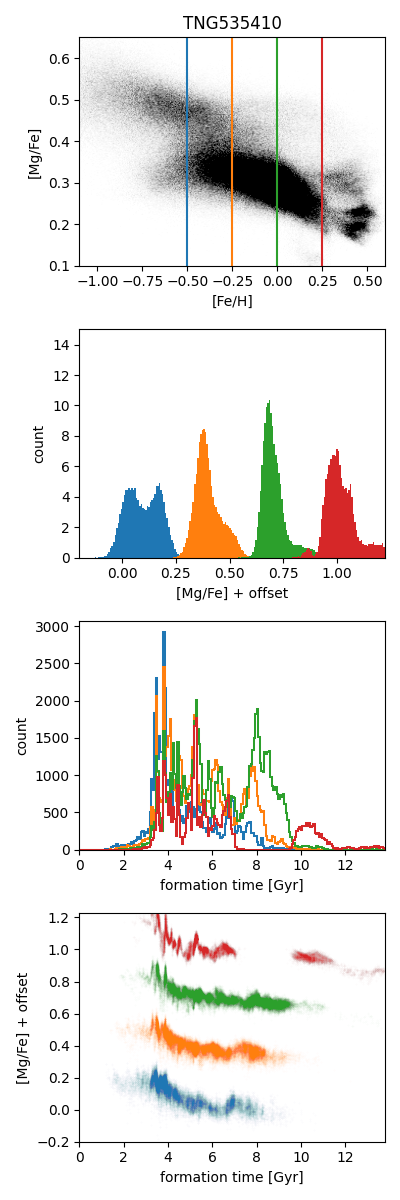 TNG535410
0.6
0.5
0.4
0.3
0.2
0.1
[Mg/Fe]
−1.00 −0.75 −0.50 −0.25 0.00 0.25 0.50
[Fe/H]
14
12
10
8
6
4
2
0
count
0.00 0.25 0.50 0.75 1.00
[Mg/Fe] + offset
3000
2500
2000
1500
1000
500
0
count
0 2 4 6 8 10 12
formation time [Gyr]
1.2
1.0
0.8
0.6
0.4
0.2
0.0
−0.2
[Mg/Fe] + offset
0 2 4 6 8 10 12
formation time [Gyr]